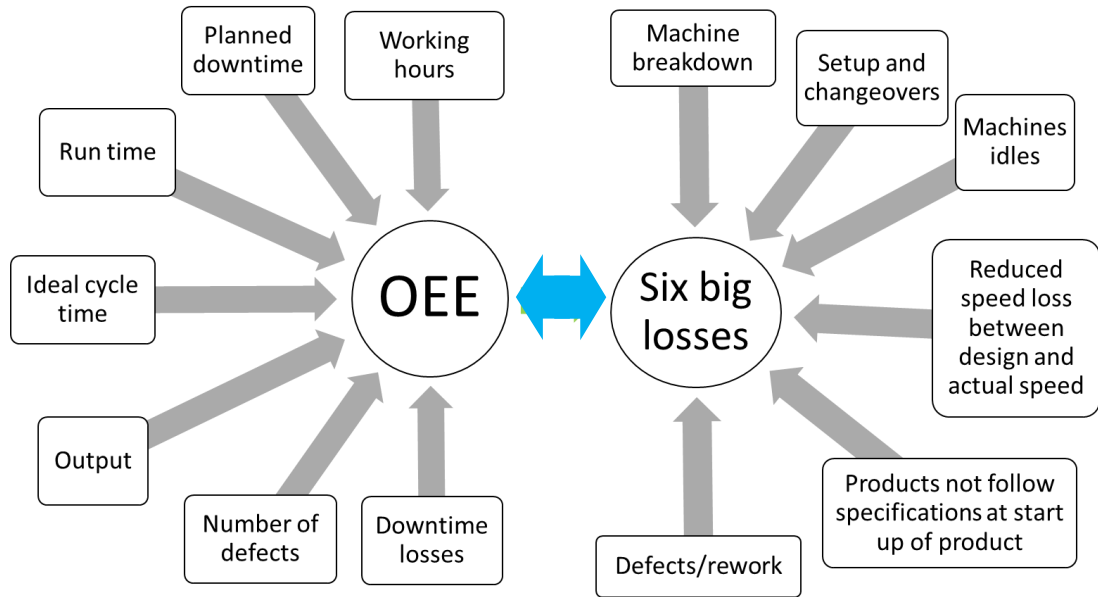 Planned
downtime
Working
hours
Machine
breakdown
Setup and
changeovers
Machines
idles
Run time
Ideal cycle
time
OEE
Six big
losses
Reduced
speed loss
between
design and
actual speed
Output
Number of
defects
Downtime
losses
Defects/rework
Products not follow
specifications at start
up of product